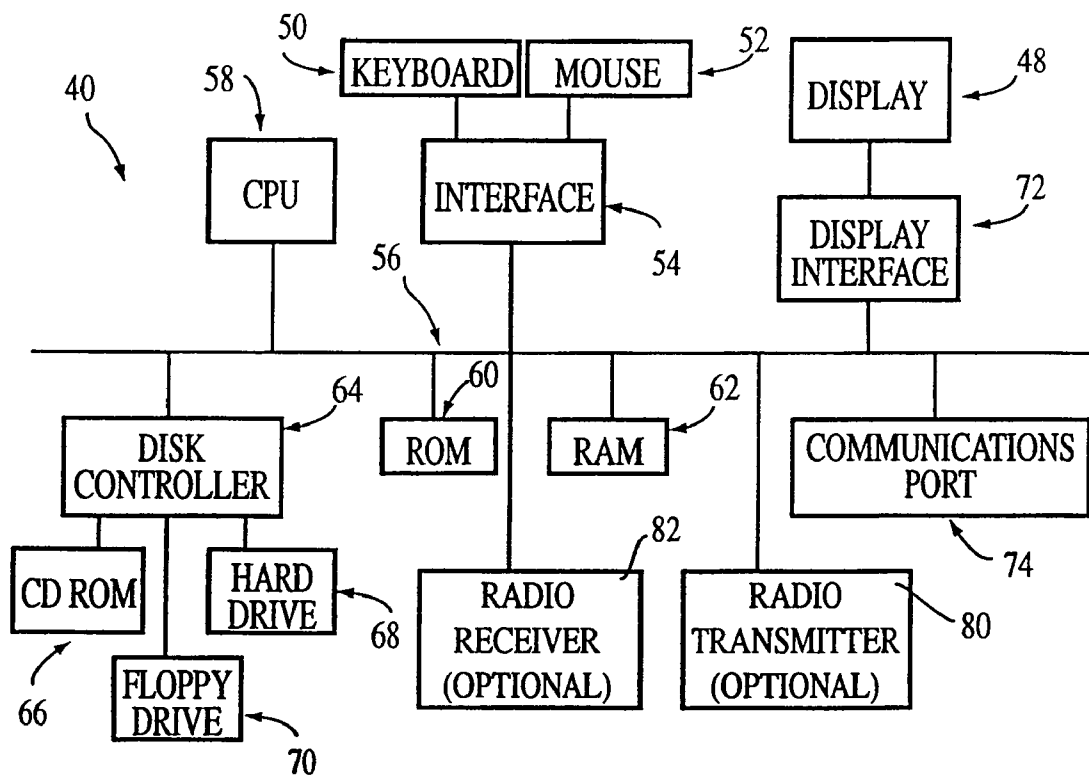 50
KEYBOARD
MOUSE
52
48
DISPLAY
40
58
CPU
INTERFACE
54
72
DISPLAY
INTERFACE
56
64
DISK
CONTROLLER
60
ROM
62
RAM
COMMUNICATIONS
PORT
74
CD ROM
66
HARD
DRIVE
68
FLOPPY
DRIVE
70
82
RADIO
RECEIVER
(OPTIONAL)
RADIO
TRANSMITTER
(OPTIONAL)
80